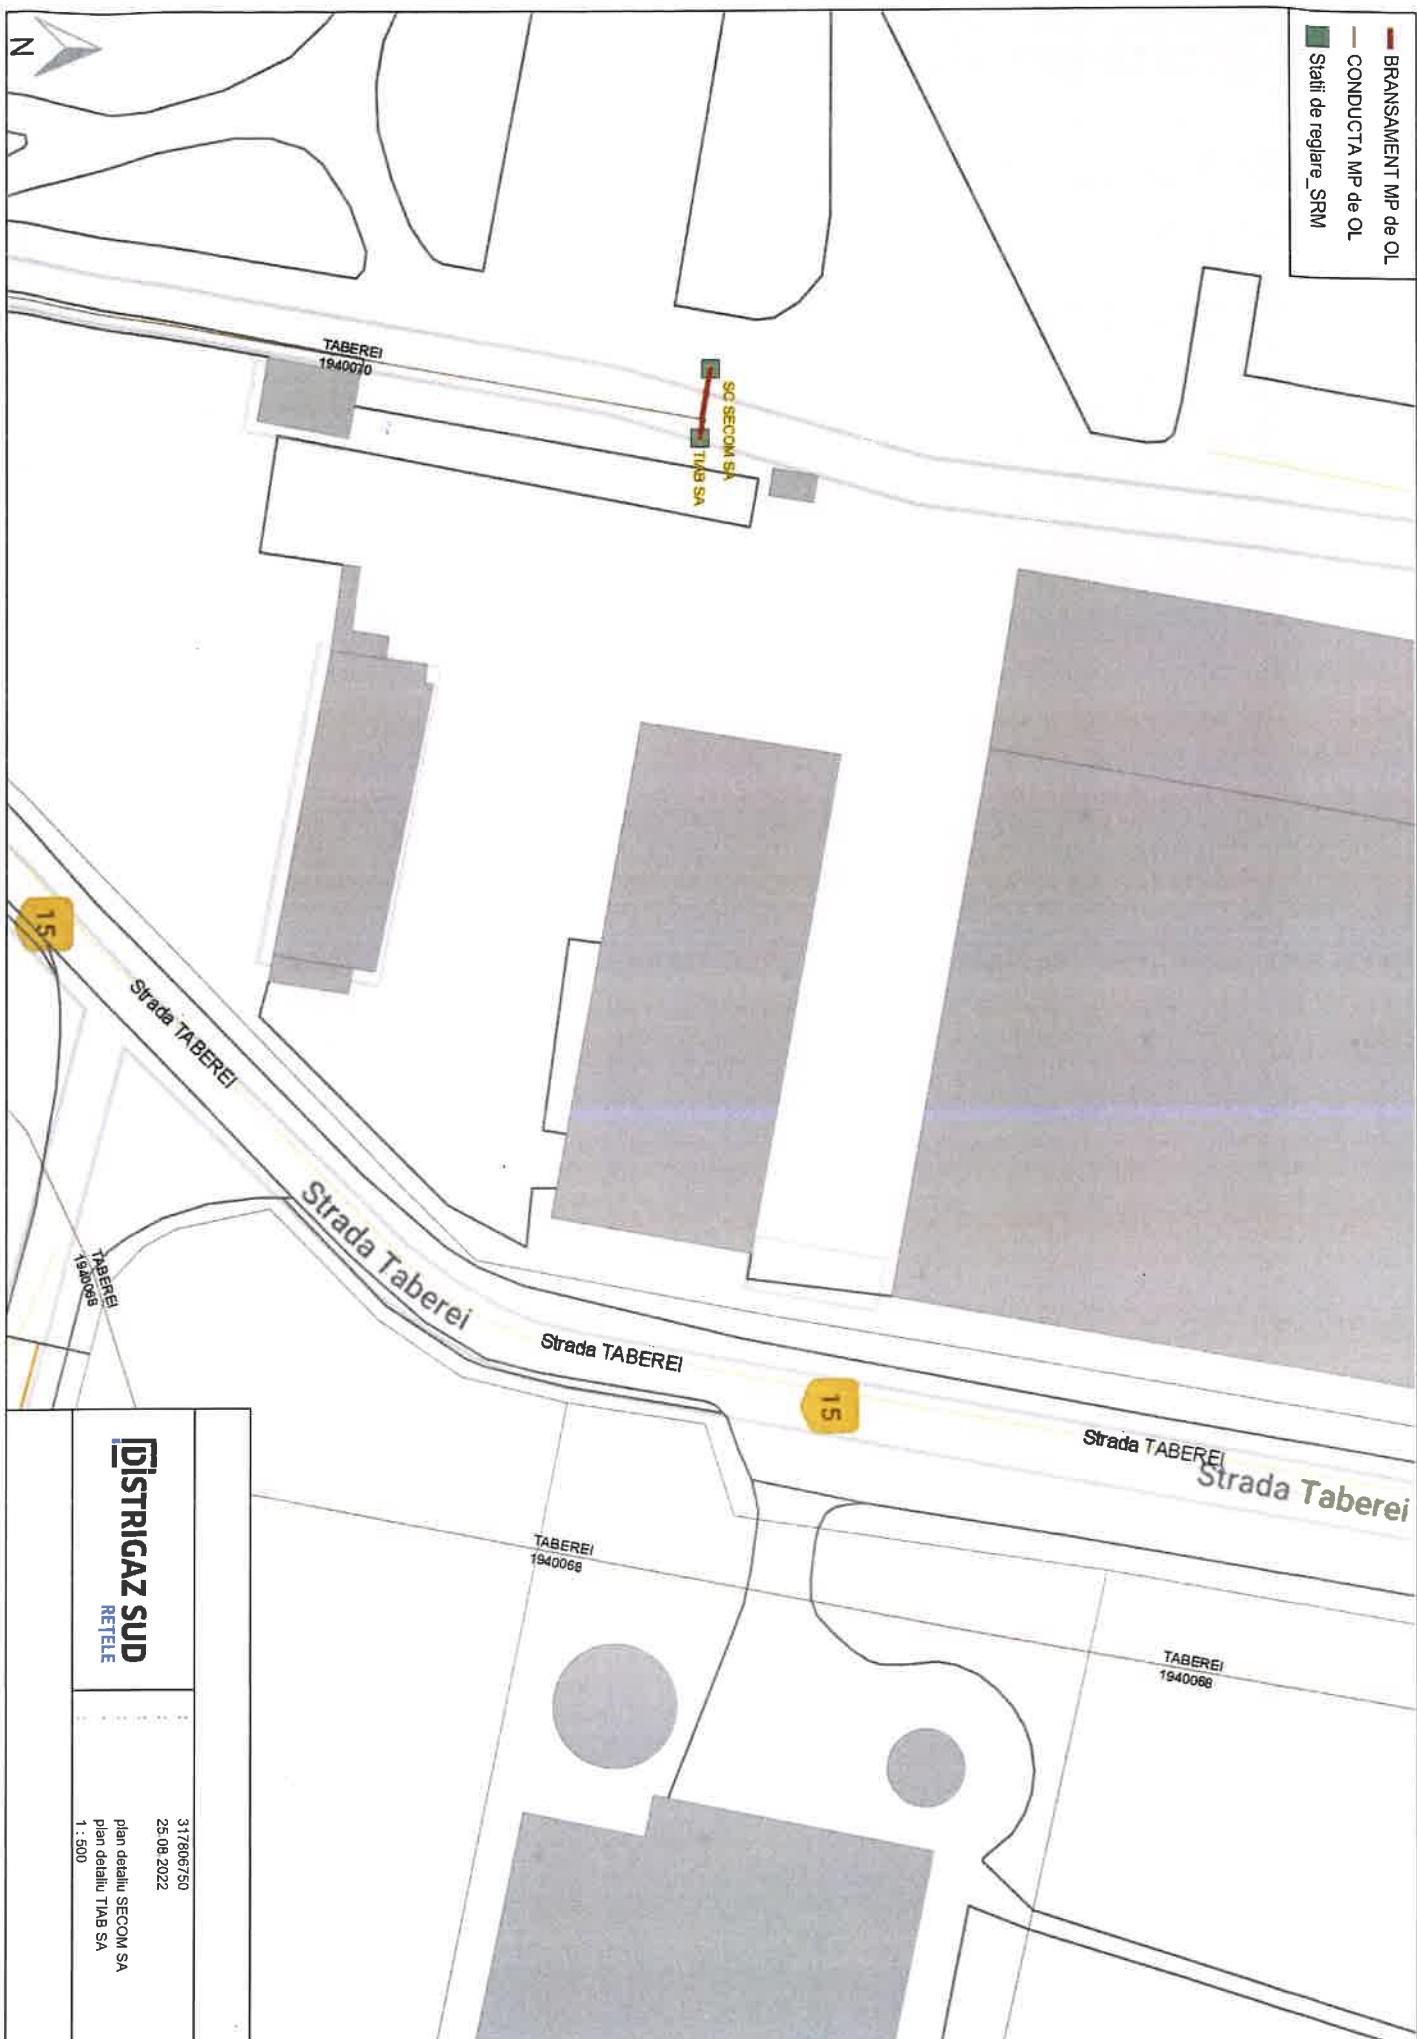 BRANSAMENT MP de OL
CONDUCTA MP de OL
Statii de reglare_SRM
N
TABEREI
1940070
SC SECOM SA
TIAB SA
15
Strada TABEREI
Strada Taberei
Strada TABEREI
15
Strada TABEREI
Strada Taberei
TABEREI
1940068
TABEREI
1940068
TABEREI
1940068
DISTRIGAZ SUD
REȚELE
317806750
25.08.2022
plan detaliu SECOM SA
plan detaliu TIAB SA
1 : 500